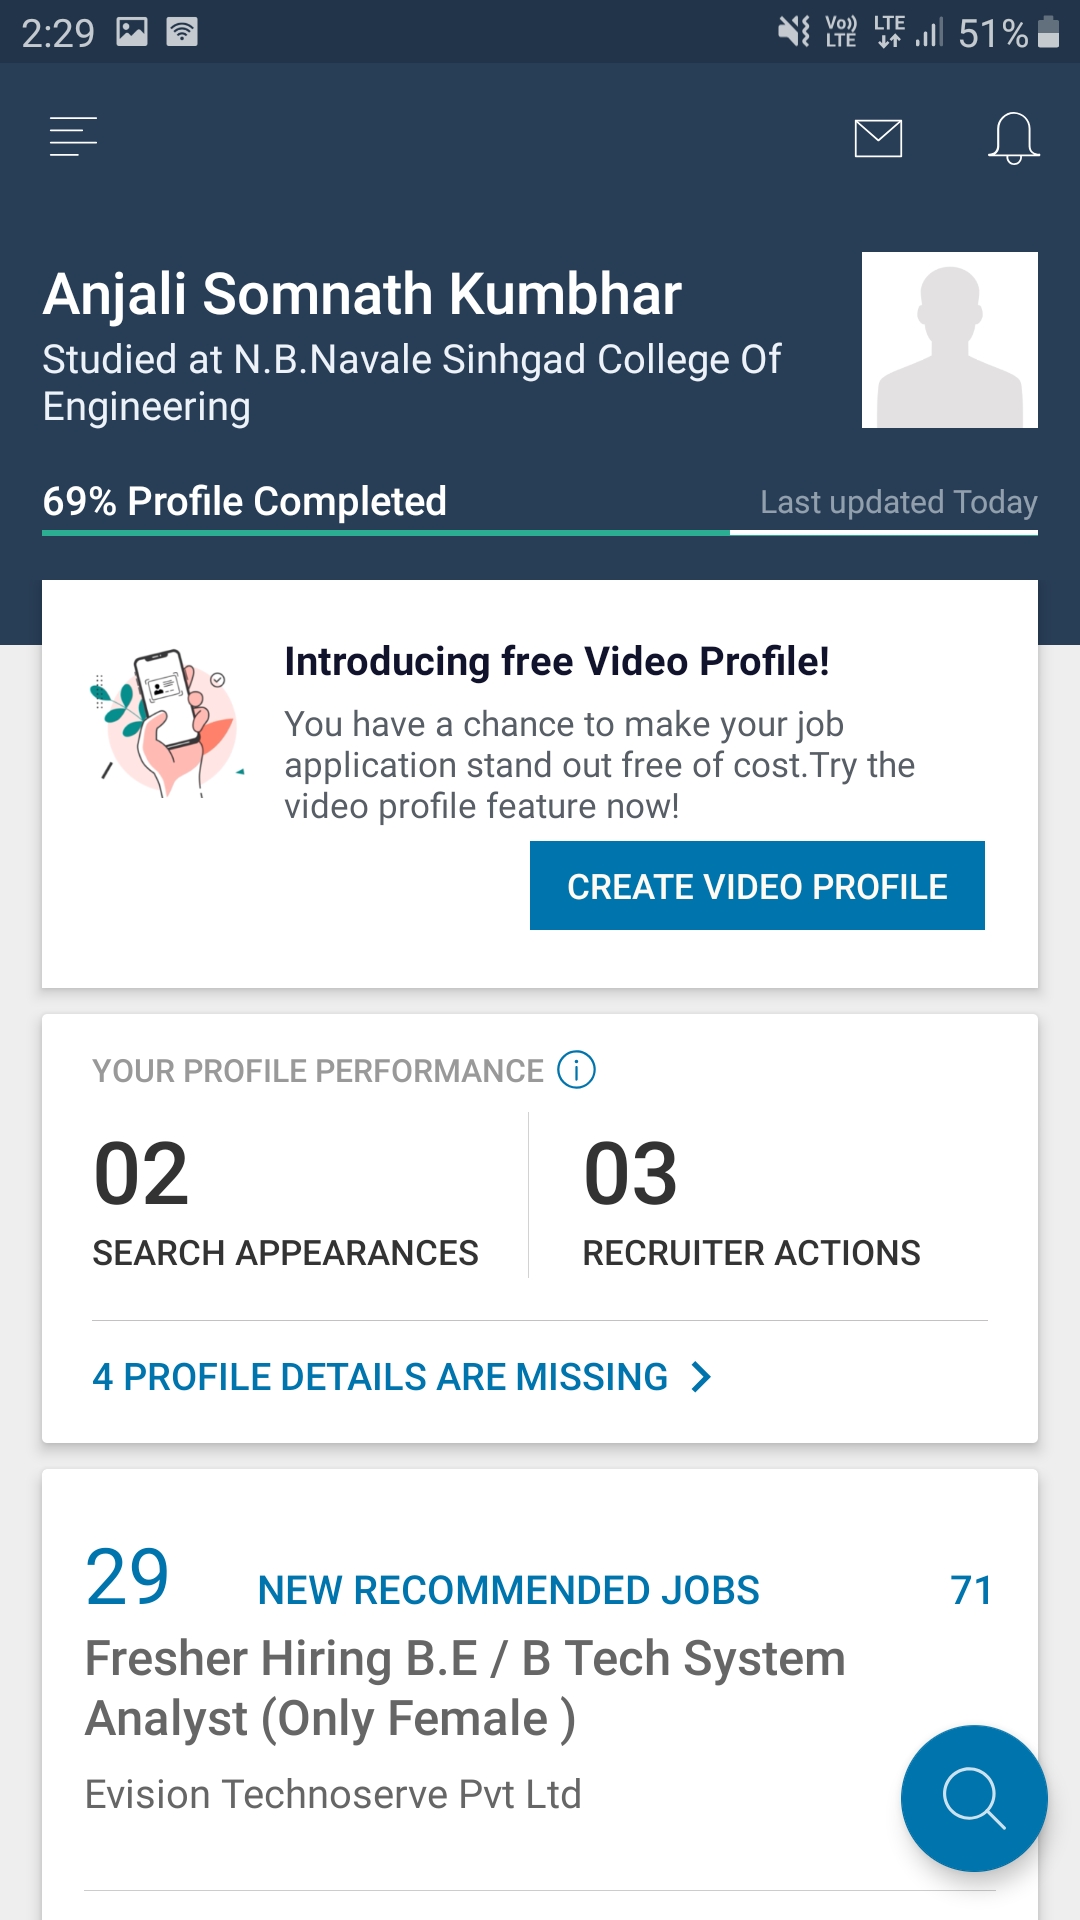 2:29
Vo)) LTE LTE 51%
Anjali Somnath Kumbhar
Studied at N.B.Navale Sinhgad College Of
Engineering
69% Profile Completed Last updated Today
Introducing free Video Profile!
You have a chance to make your job
application stand out free of cost.Try the
video profile feature now!
CREATE VIDEO PROFILE
YOUR PROFILE PERFORMANCE i
02 03
SEARCH APPEARANCES RECRUITER ACTIONS
4 PROFILE DETAILS ARE MISSING
29 NEW RECOMMENDED JOBS 71
Fresher Hiring B.E / B Tech System
Analyst (Only Female )
Evision Technoserve Pvt Ltd